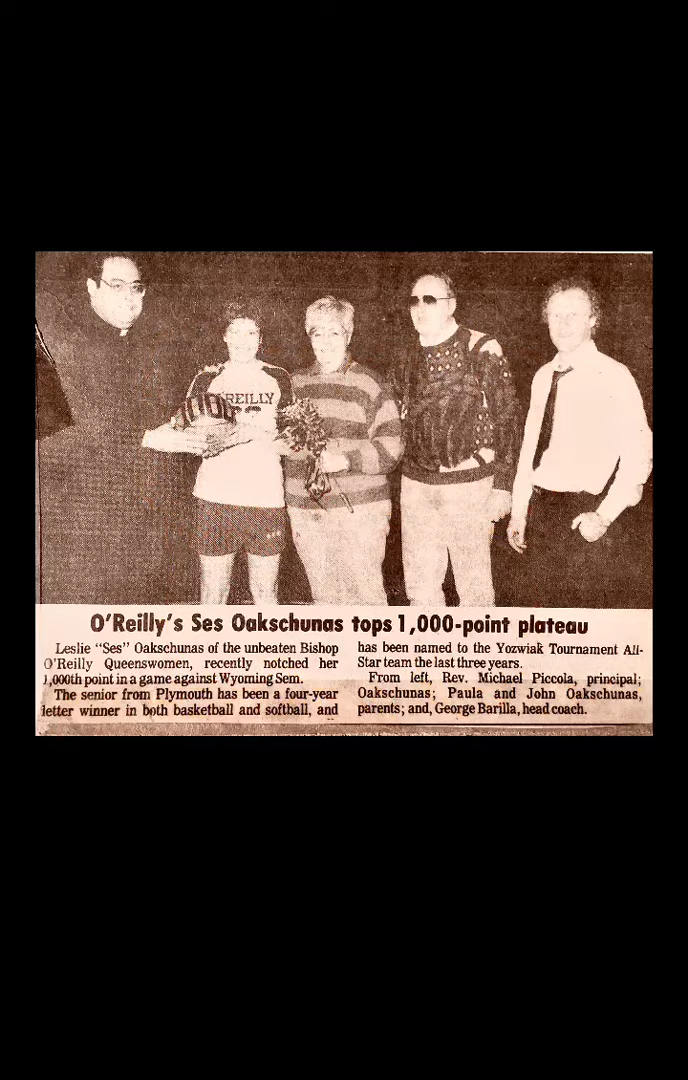 1000
REILLY
O'Reilly's Ses Oakschunas tops 1,000-point plateau
Leslie "Ses" Oakschunas of the unbeaten Bishop
O'Reilly Queenswomen, recently notched her
1,000th point in a game against Wyoming Sem.
The senior from Plymouth has been a four-year
letter winner in both basketball and softball, and
has been named to the Yozwiak Tournament All-
Star team the last three years.
From left, Rev. Michael Piccola, principal;
Oakschunas; Paula and John Oakschunas,
parents; and, George Barilla, head coach.